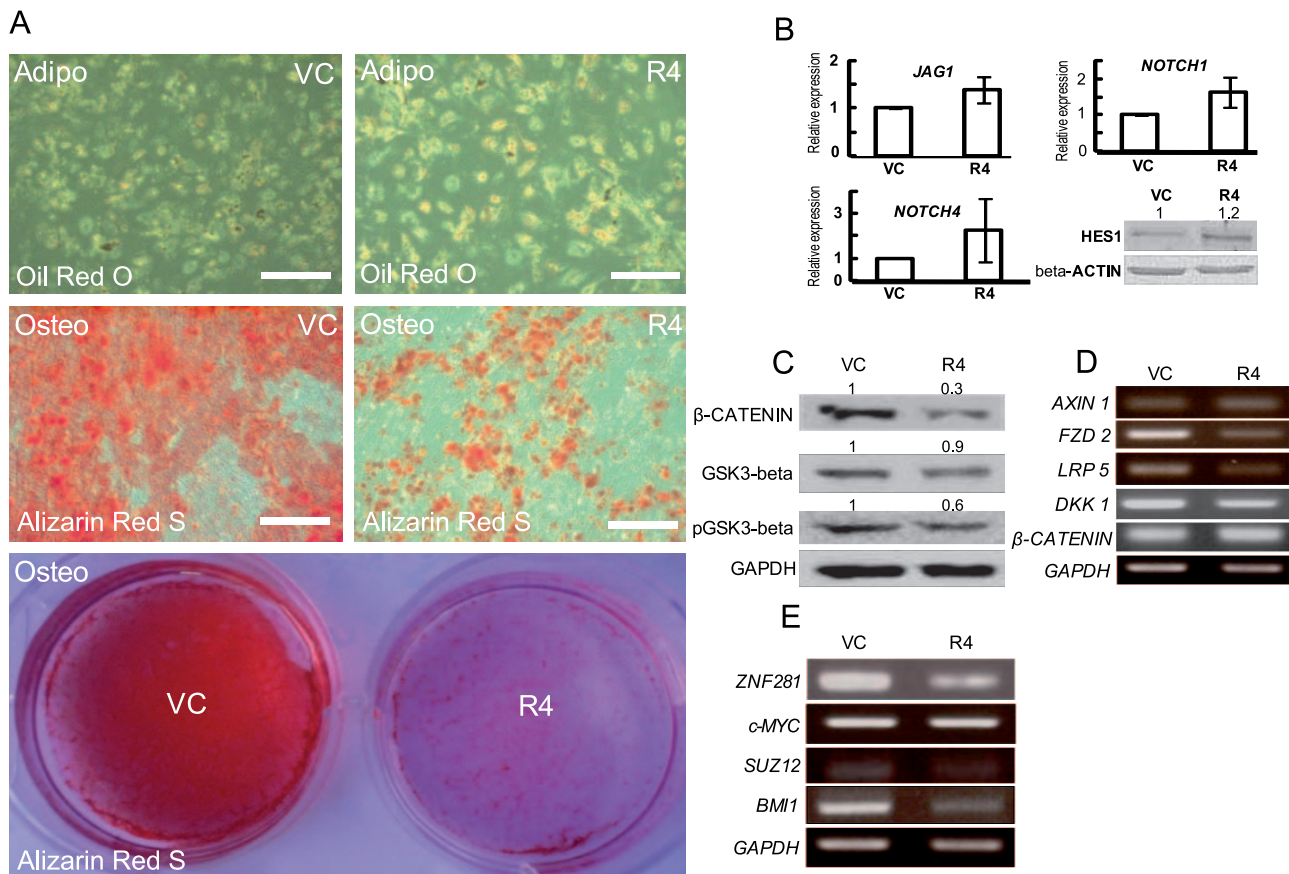 A
Adipo VC
Oil Red O
Adipo R4
Oil Red O
Osteo VC
Alizarin Red S
Osteo R4
Alizarin Red S
Osteo
VC R4
Alizarin Red S
B
Relative expression
2
1
0
JAG1
VC R4
Relative expression
2
1
0
NOTCH1
VC R4
Relative expression
3
1
0
NOTCH4
VC R4
VC R4
1 1.2
HES1
beta-ACTIN
C
VC R4
1 0.3
β-CATENIN
1 0.9
GSK3-beta
1 0.6
pGSK3-beta
GAPDH
D
VC R4
AXIN 1
FZD 2
LRP 5
DKK 1
β-CATENIN
GAPDH
E
VC R4
ZNF281
c-MYC
SUZ12
BMI1
GAPDH